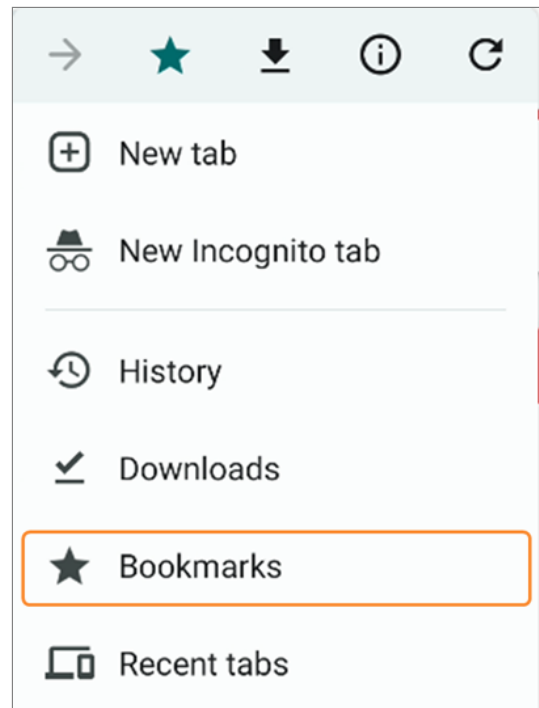 New tab
New Incognito tab
History
Downloads
Bookmarks
Recent tabs